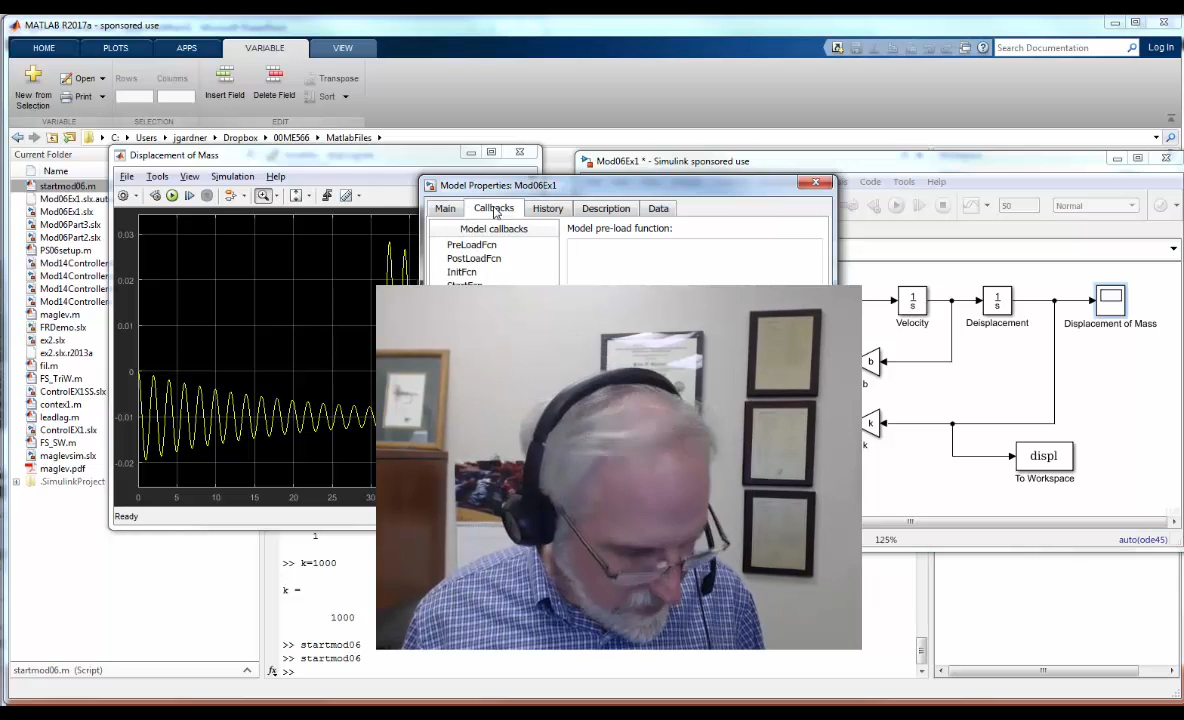 MATLAB R2017a - sponsored use
HOME PLOTS APPS VARIABLE VIEW
Search Documentation Log In
New from Selection
Open
Print
Rows Columns
Insert Field Delete Field
Transpose
Sort
VARIABLE SELECTION EDIT
C: Users jgardner Dropbox 00ME566 MatlabFiles
Current Folder
Name
startmod06.m
Mod06Ex1.slx.aut
Mod06Ex1.slx
Mod06Part3.slx
Mod06Part2.slx
PS06setup.m
Mod14Controller
Mod14Controller
Mod14Controller
Mod14Controller
maglev.m
FRDemo.slx
ex2.slx
ex2.slx.r2013a
fil.m
FS_TriW.m
ControlEX1SS.slx
contex1.m
leadlag.m
ControlEX1.slx
FS_SW.m
maglevsim.slx
maglev.pdf
.SimulinkProject
startmod06.m (Script)
Displacement of Mass
File Tools View Simulation Help
0.03
0.02
0.01
0
-0.01
-0.02
0 5 10 15 20 25 30
Ready
Mod06Ex1 * - Simulink sponsored use
Code Tools Help
50 Normal
Model Properties: Mod06Ex1
Main Callbacks History Description Data
Model callbacks
PreLoadFcn
PostLoadFcn
InitFcn
StartFcn
Model pre-load function:
1
s
Velocity
1
s
Deisplacement
Displacement of Mass
b
b
k
k
displ
To Workspace
125% auto(ode45)
1
>> k=1000
k =
1000
>> startmod06
>> startmod06
fx >>